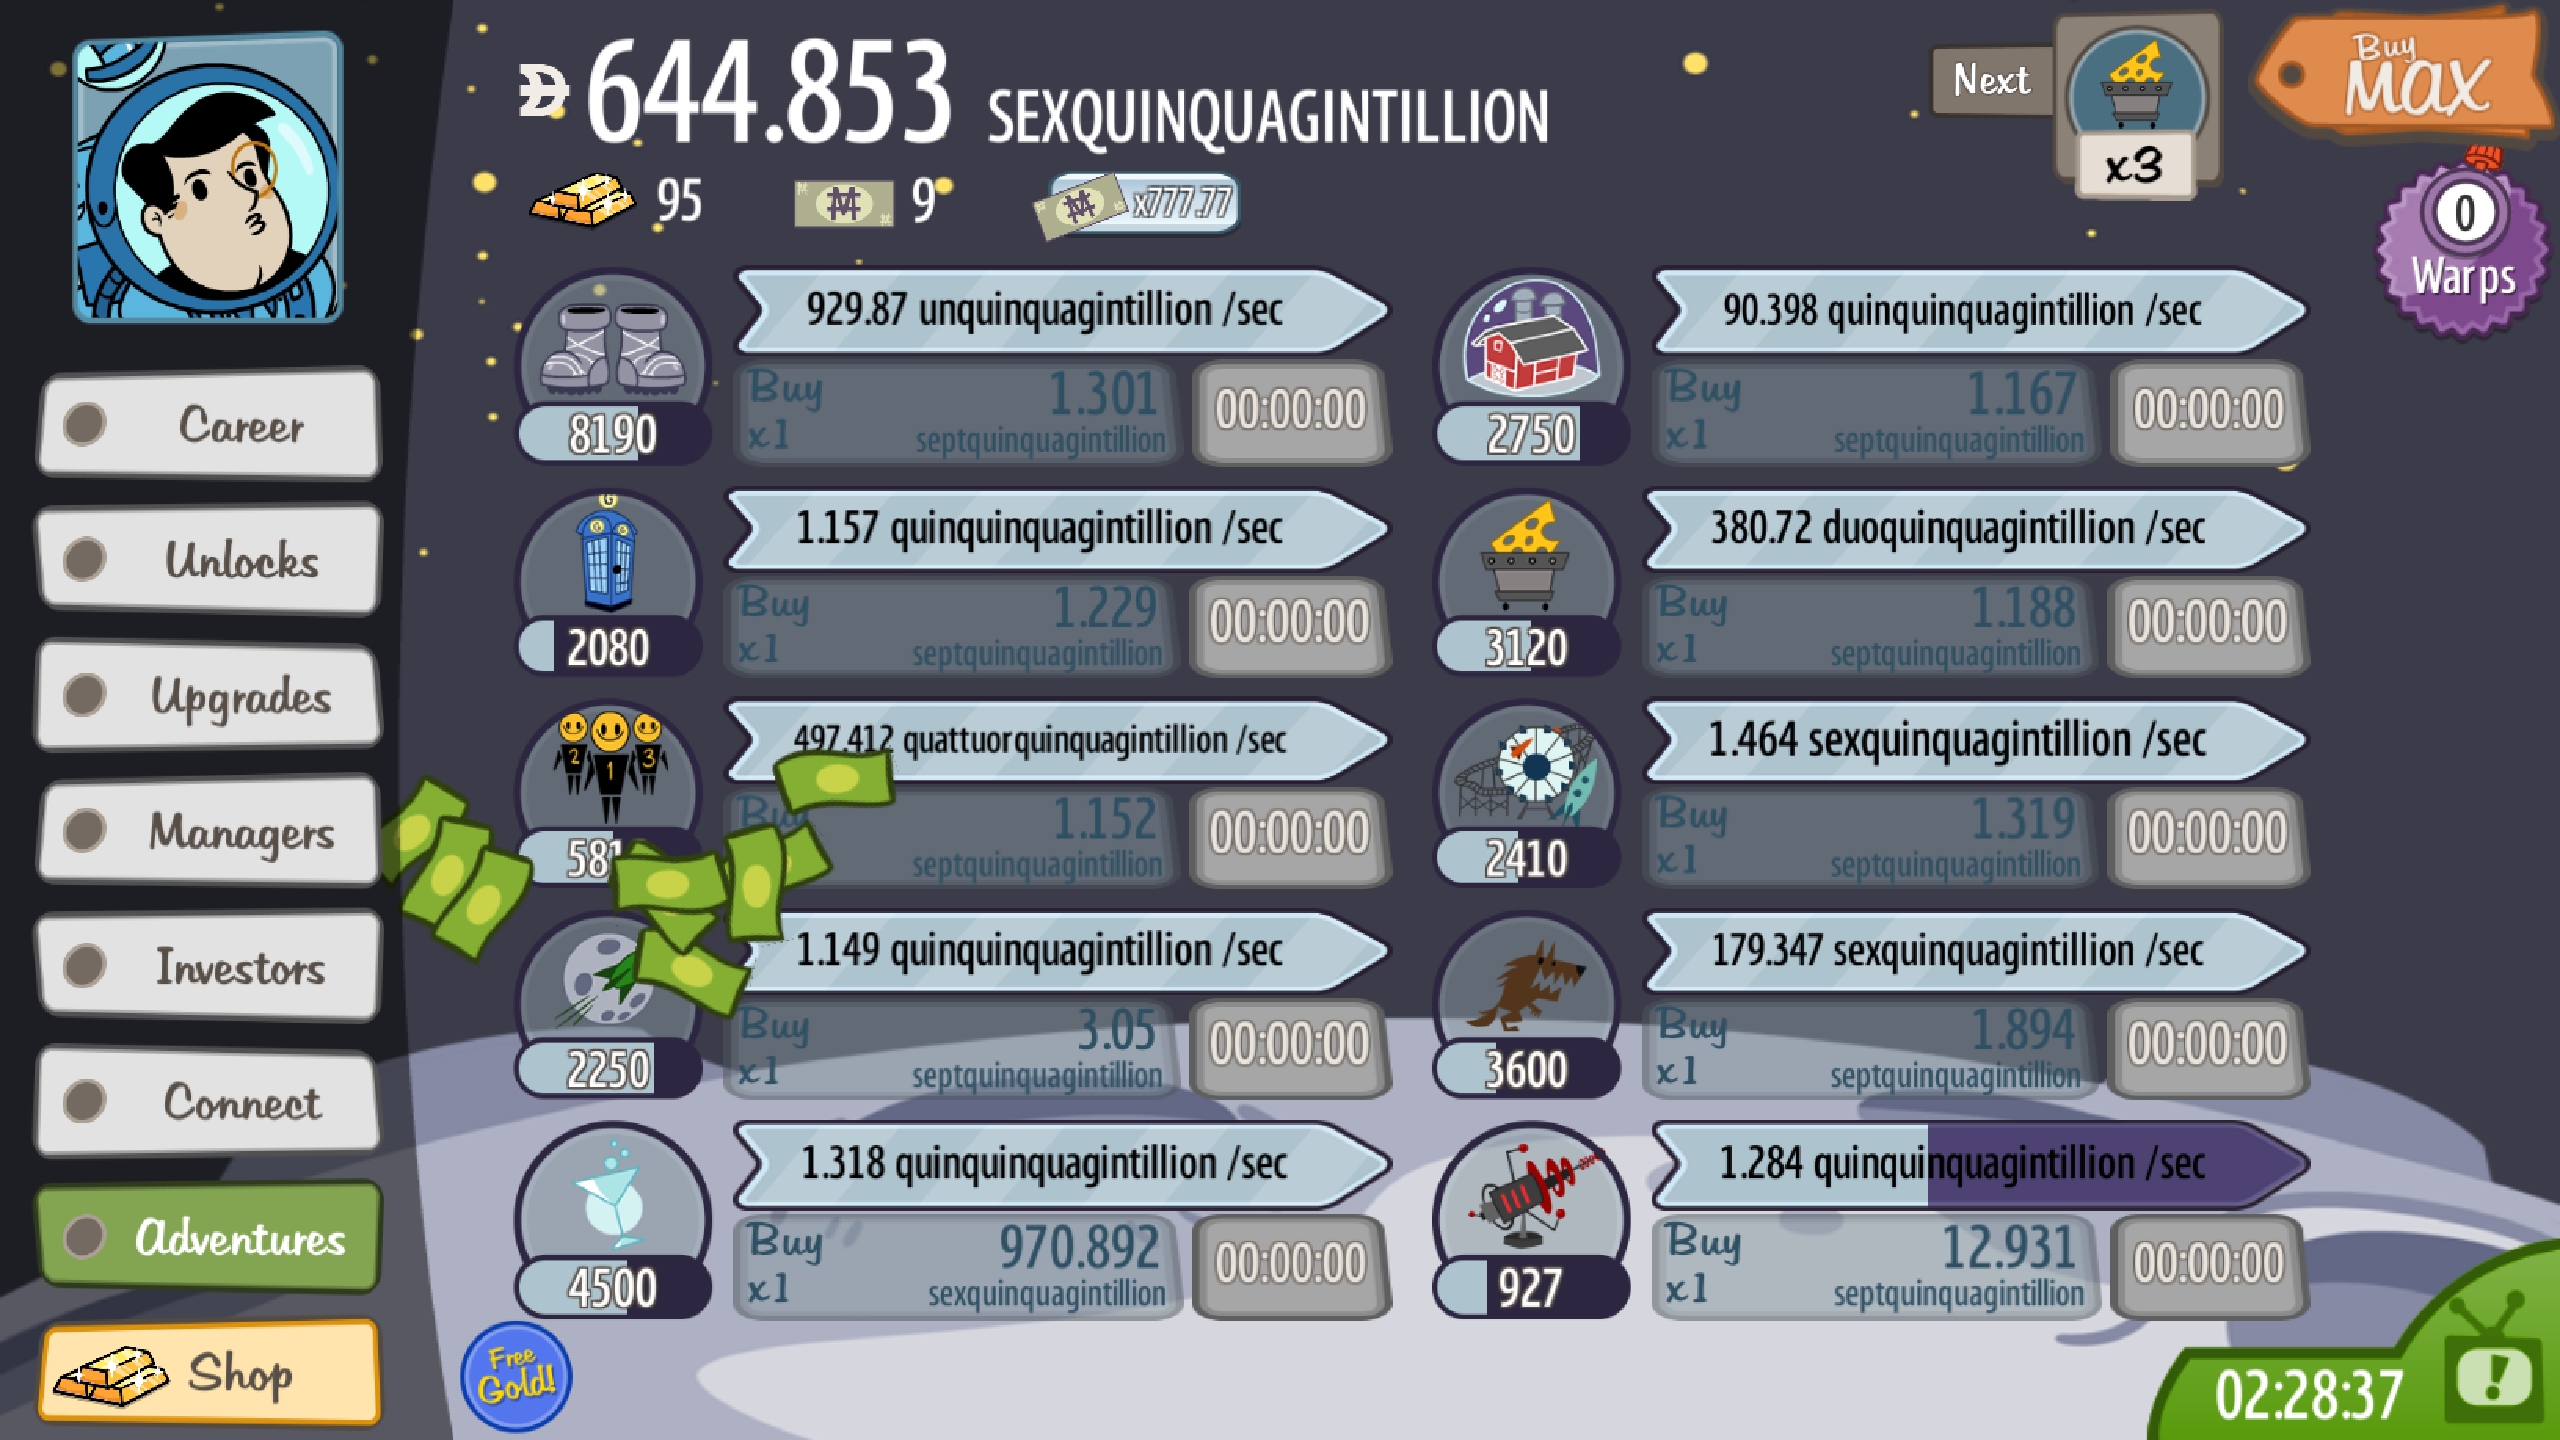 644.853 SEXQUINQUAGINTILLION
Next
x3
Buy
MAX
95
9
x777.77
0
Warps
Career
Unlocks
Upgrades
Managers
Investors
Connect
Adventures
Shop
929.87 unquinquagintillion /sec
8190
Buy 1.301
x1 septquinquagintillion
00:00:00
90.398 quinquinquagintillion /sec
2750
Buy 1.167
x1 septquinquagintillion
00:00:00
1.157 quinquinquagintillion /sec
2080
Buy 1.229
x1 septquinquagintillion
00:00:00
380.72 duoquinquagintillion /sec
3120
Buy 1.188
x1 septquinquagintillion
00:00:00
2 1 3
497.412 quattuorquinquagintillion /sec
Buy 1.152
septquinquagintillion
00:00:00
1.464 sexquinquagintillion /sec
2410
Buy 1.319
x1 septquinquagintillion
00:00:00
1.149 quinquinquagintillion /sec
2250
Buy 3.05
x1 septquinquagintillion
00:00:00
179.347 sexquinquagintillion /sec
3600
Buy 1.894
x1 septquinquagintillion
00:00:00
1.318 quinquinquagintillion /sec
4500
Buy 970.892
x1 sexquinquagintillion
00:00:00
1.284 quinquinquagintillion /sec
927
Buy 12.931
x1 septquinquagintillion
00:00:00
Free
Gold!
02:28:37
!